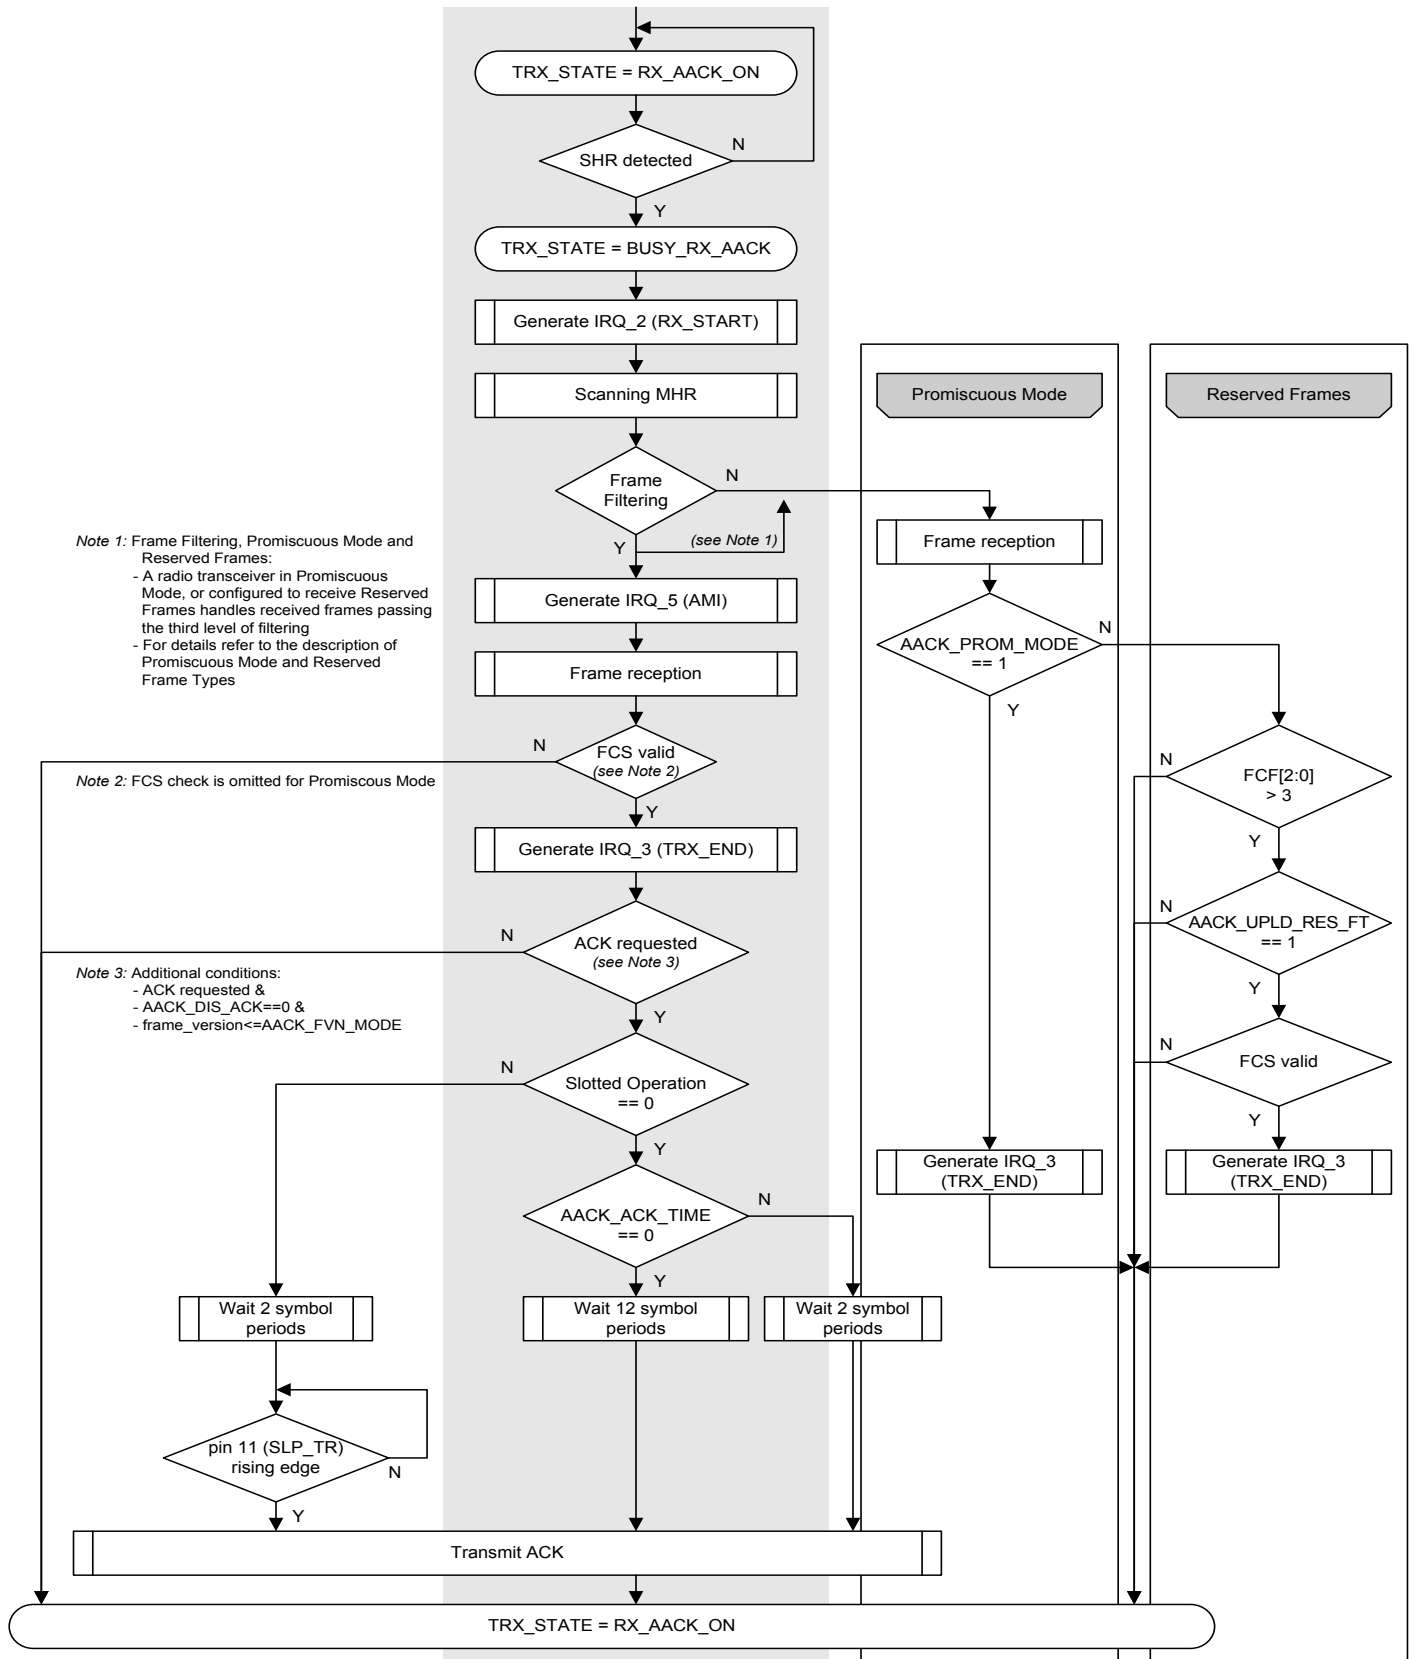 TRX_STATE = RX_AACK_ON
SHR detected
N
Y
TRX_STATE = BUSY_RX_AACK
Generate IRQ_2 (RX_START)
Scanning MHR
Promiscuous Mode
Reserved Frames
Frame
Filtering
N
Y
(see Note 1)
Frame reception
Note 1: Frame Filtering, Promiscuous Mode and
Reserved Frames:
- A radio transceiver in Promiscuous
Mode, or configured to receive Reserved
Frames handles received frames passing
the third level of filtering
- For details refer to the description of
Promiscuous Mode and Reserved
Frame Types
Generate IRQ_5 (AMI)
AACK_PROM_MODE
== 1
N
Y
Frame reception
FCS valid
(see Note 2)
N
Y
Note 2: FCS check is omitted for Promiscous Mode
FCF[2:0]
> 3
N
Y
Generate IRQ_3 (TRX_END)
ACK requested
(see Note 3)
N
Y
AACK_UPLD_RES_FT
== 1
N
Y
Note 3: Additional conditions:
- ACK requested &
- AACK_DIS_ACK==0 &
- frame_version<=AACK_FVN_MODE
Slotted Operation
== 0
N
Y
FCS valid
N
Y
Generate IRQ_3
(TRX_END)
Generate IRQ_3
(TRX_END)
AACK_ACK_TIME
== 0
N
Y
Wait 2 symbol
periods
Wait 12 symbol
periods
Wait 2 symbol
periods
pin 11 (SLP_TR)
rising edge
N
Y
Transmit ACK
TRX_STATE = RX_AACK_ON